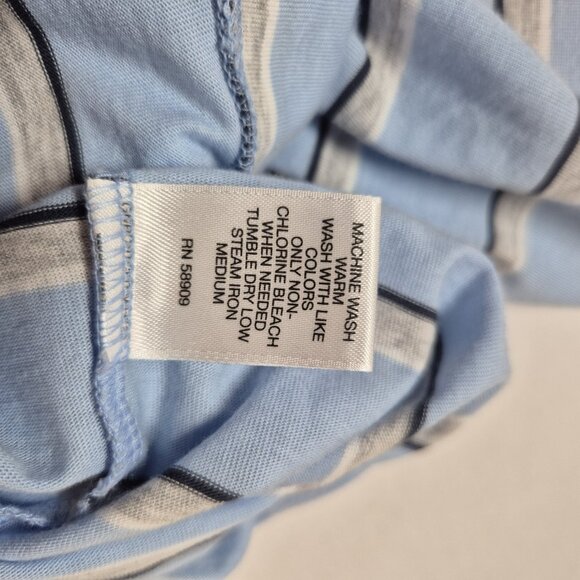 MACHINE WASH
WARM
WASH WITH LIKE
COLORS
ONLY NON-
CHLORINE BLEACH
WHEN NEEDED
TUMBLE DRY LOW
STEAM IRON
MEDIUM
RN 58909